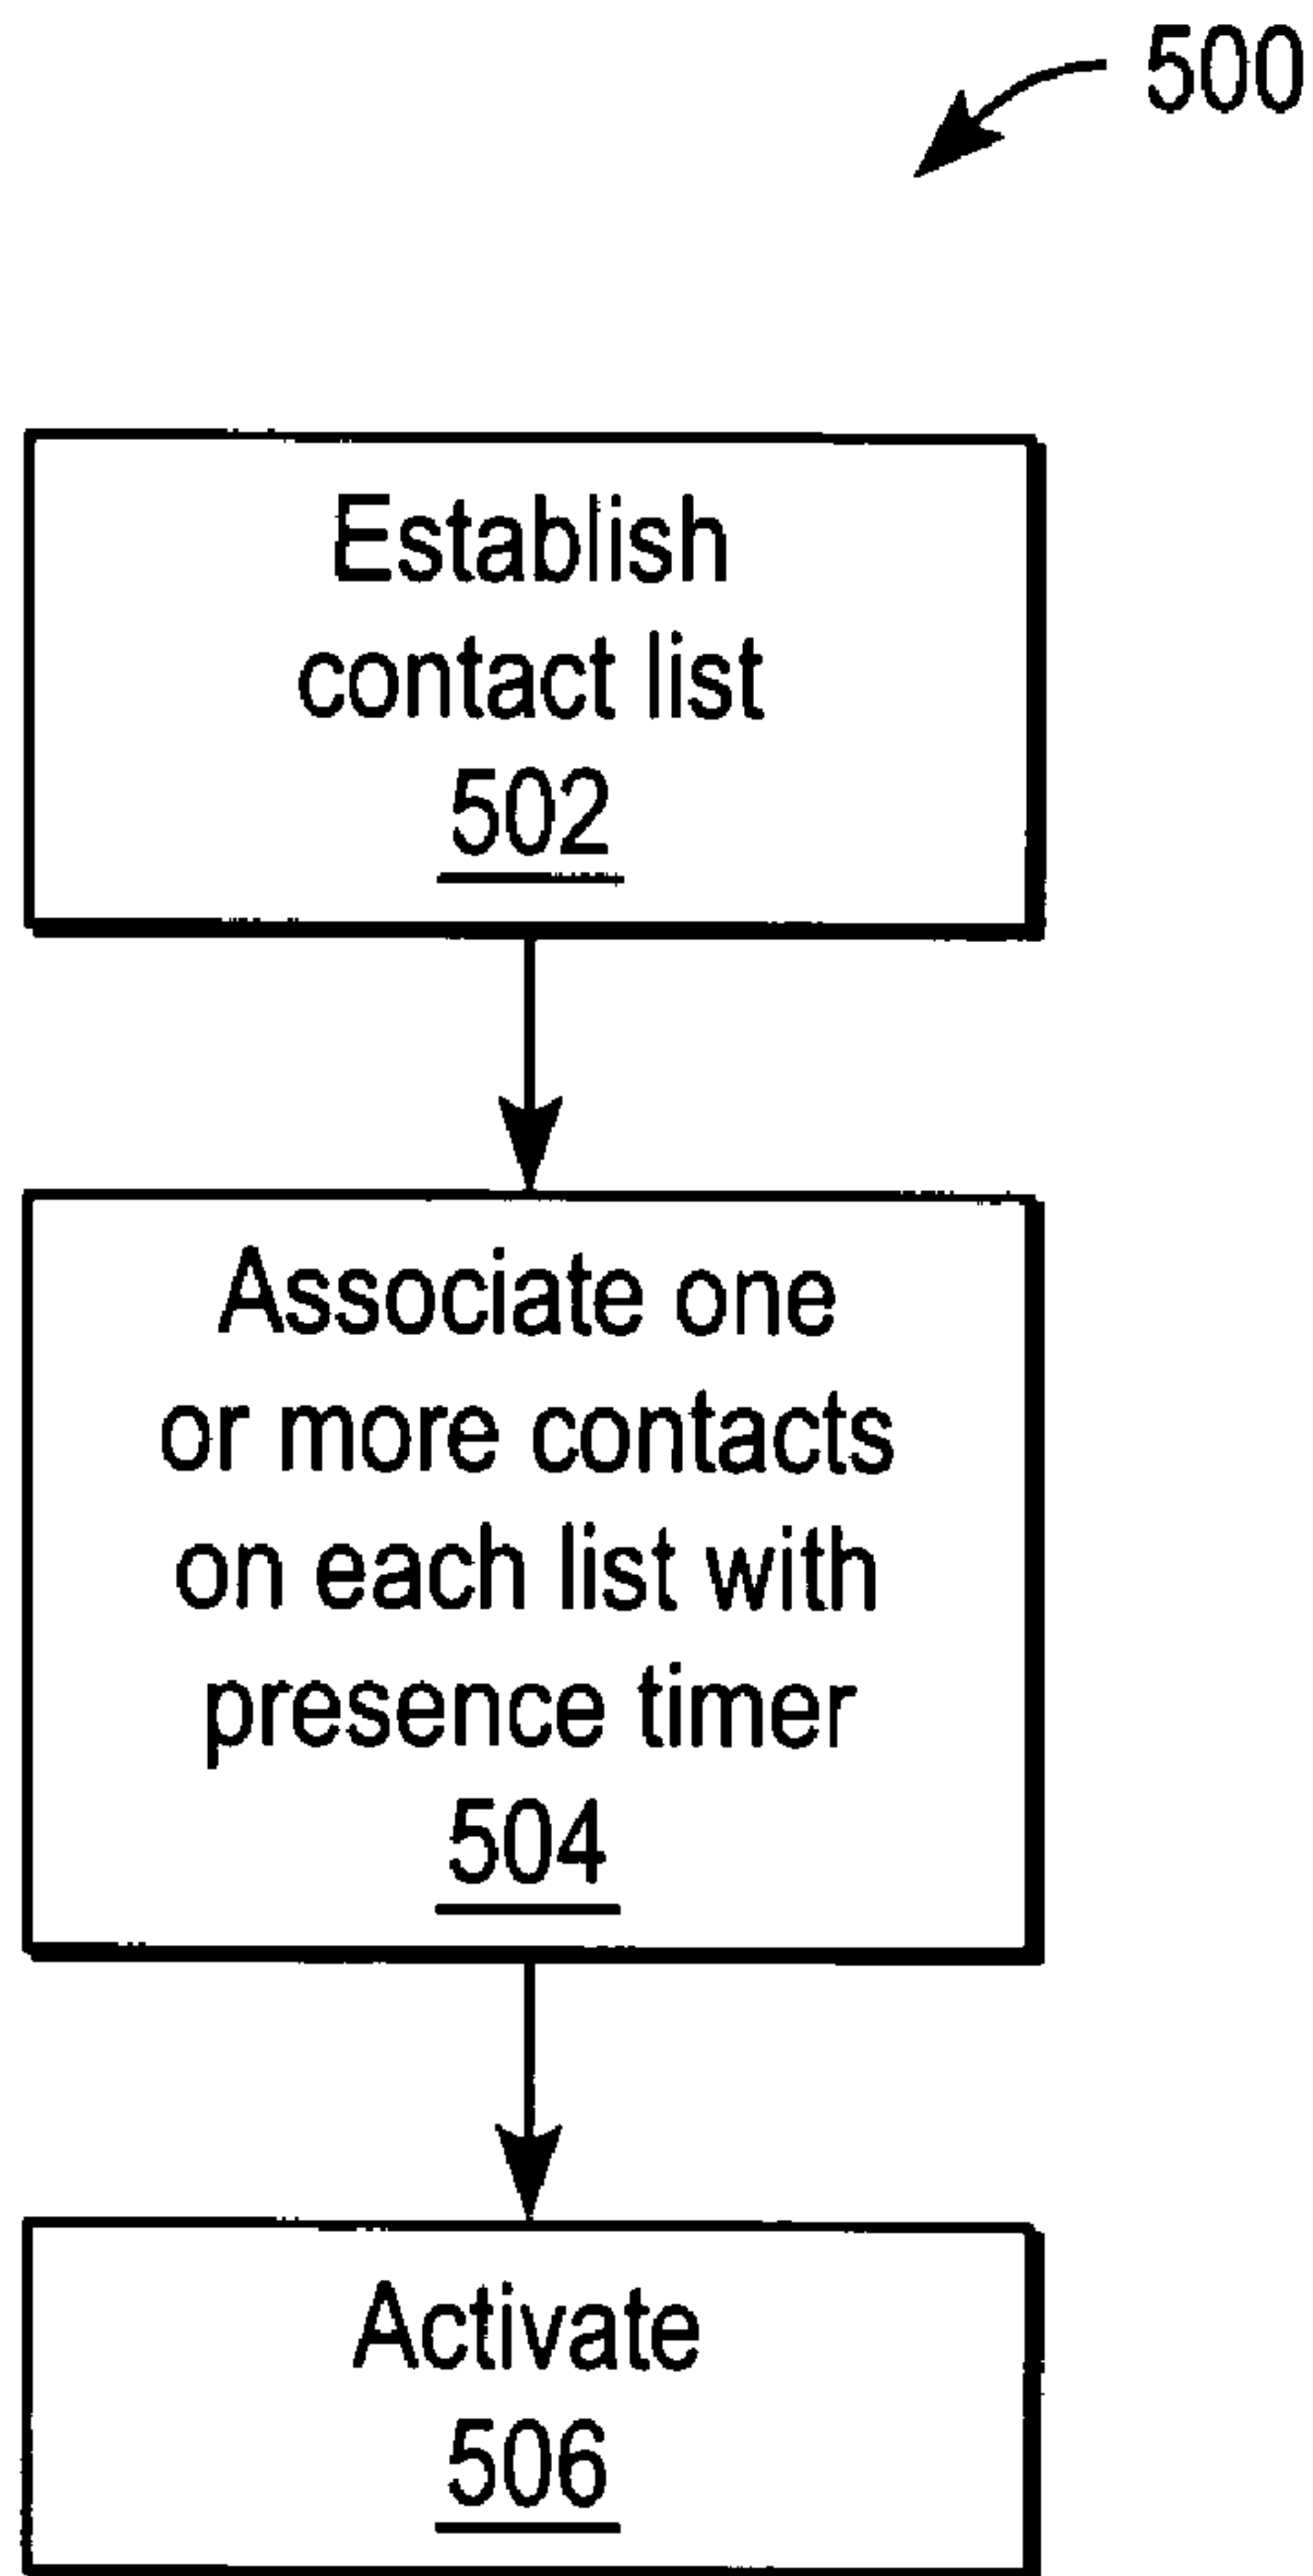 500
Establish
contact list
502
Associate one
or more contacts
on each list with
presence timer
504
Activate
506